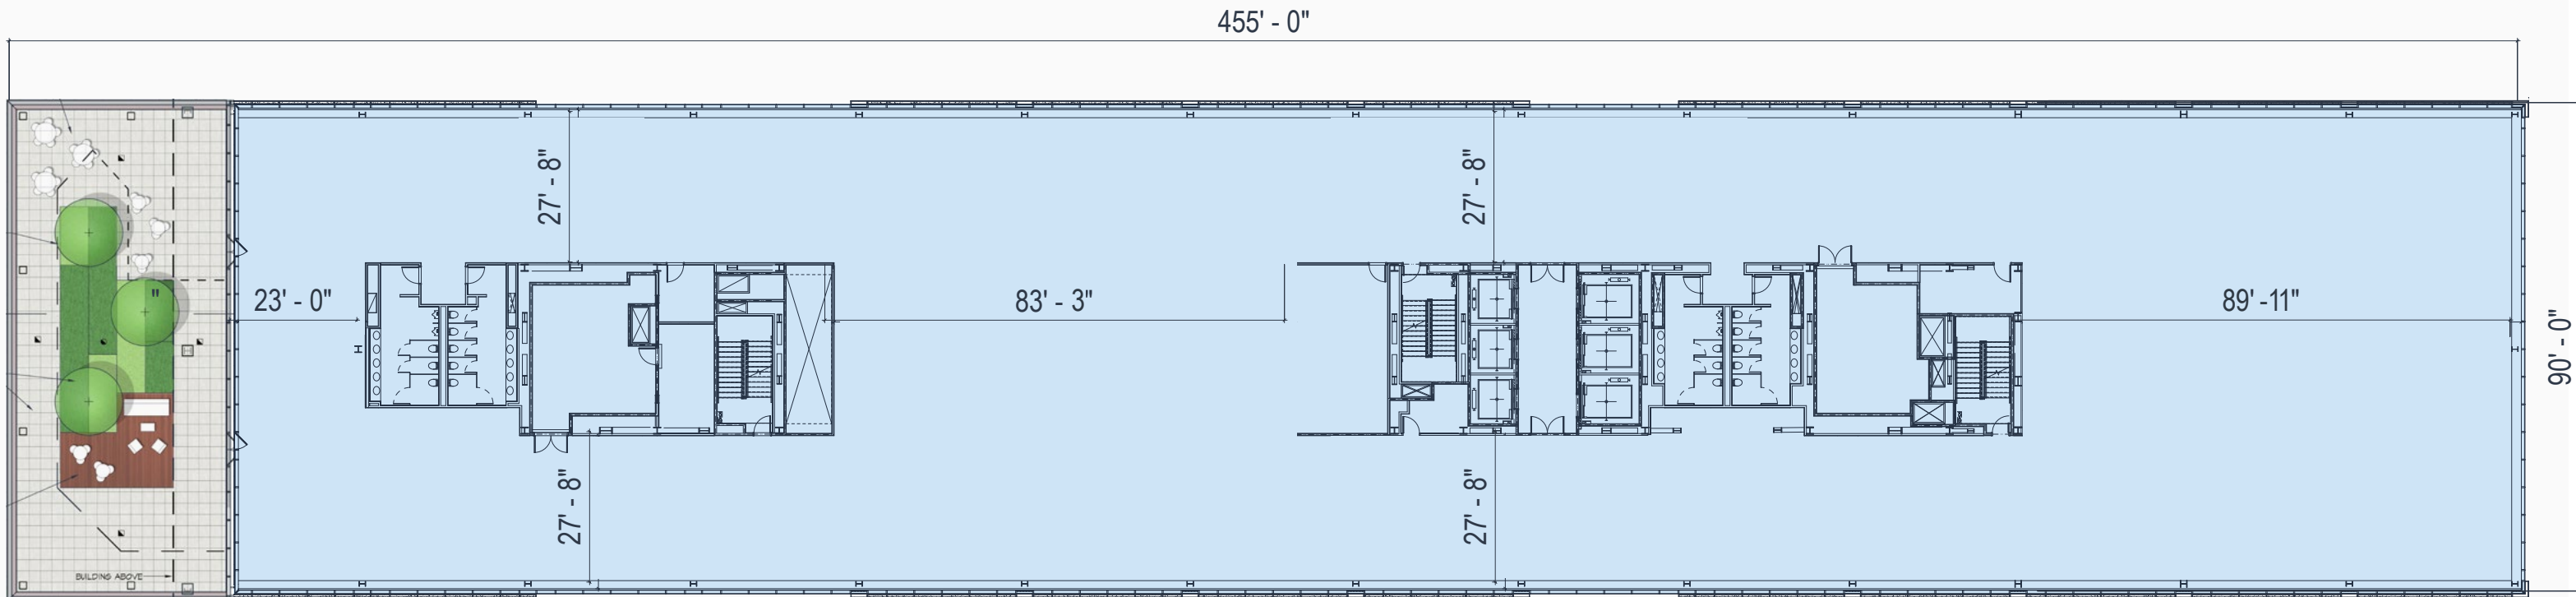 455' - 0"
27' - 8"
27' - 8"
"
23' - 0"
83' - 3"
89' -11"
90' - 0"
27' - 8"
27' - 8"
BUILDING ABOVE